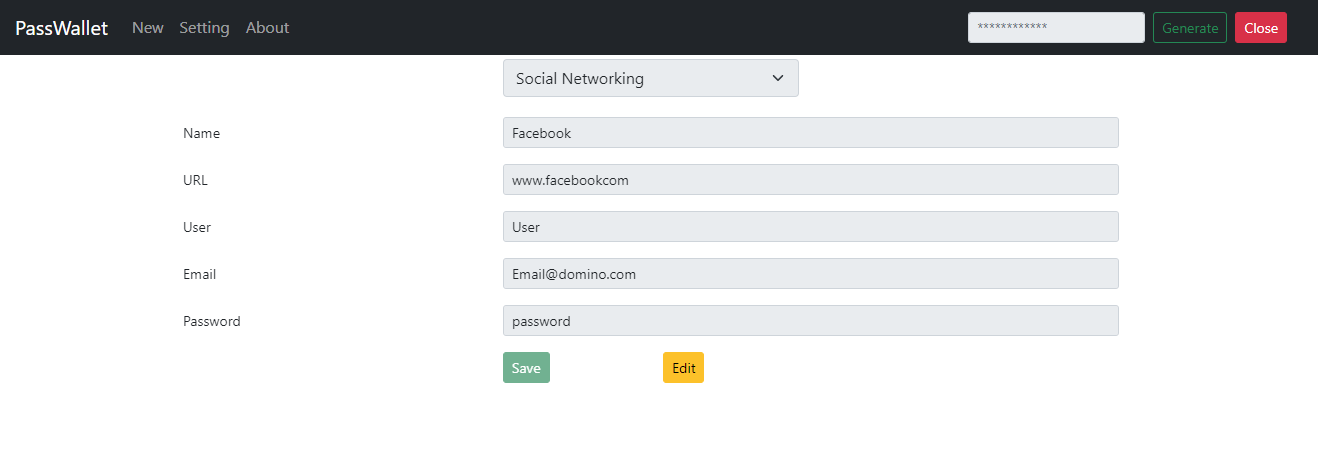 PassWallet New Setting About ************ Generate Close
Social Networking
Name Facebook
URL www.facebookcom
User User
Email Email@domino.com
Password password
Save Edit